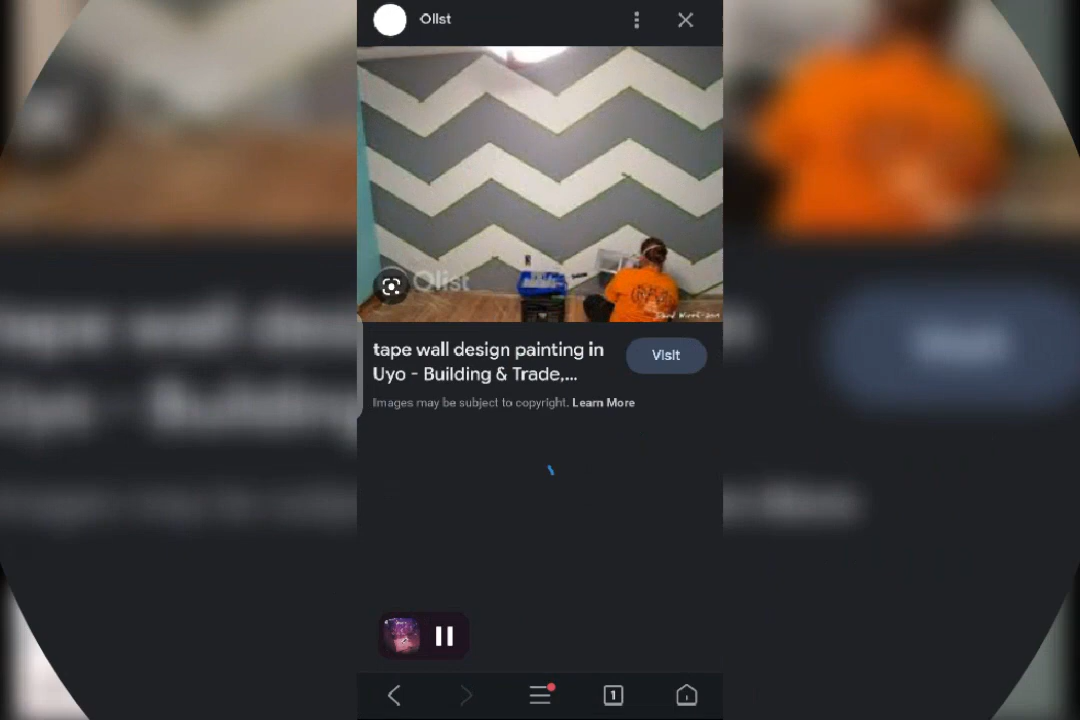 Olist
Olist
tape wall design painting in
Uyo - Building & Trade,...
Visit
Images may be subject to copyright. Learn More
1